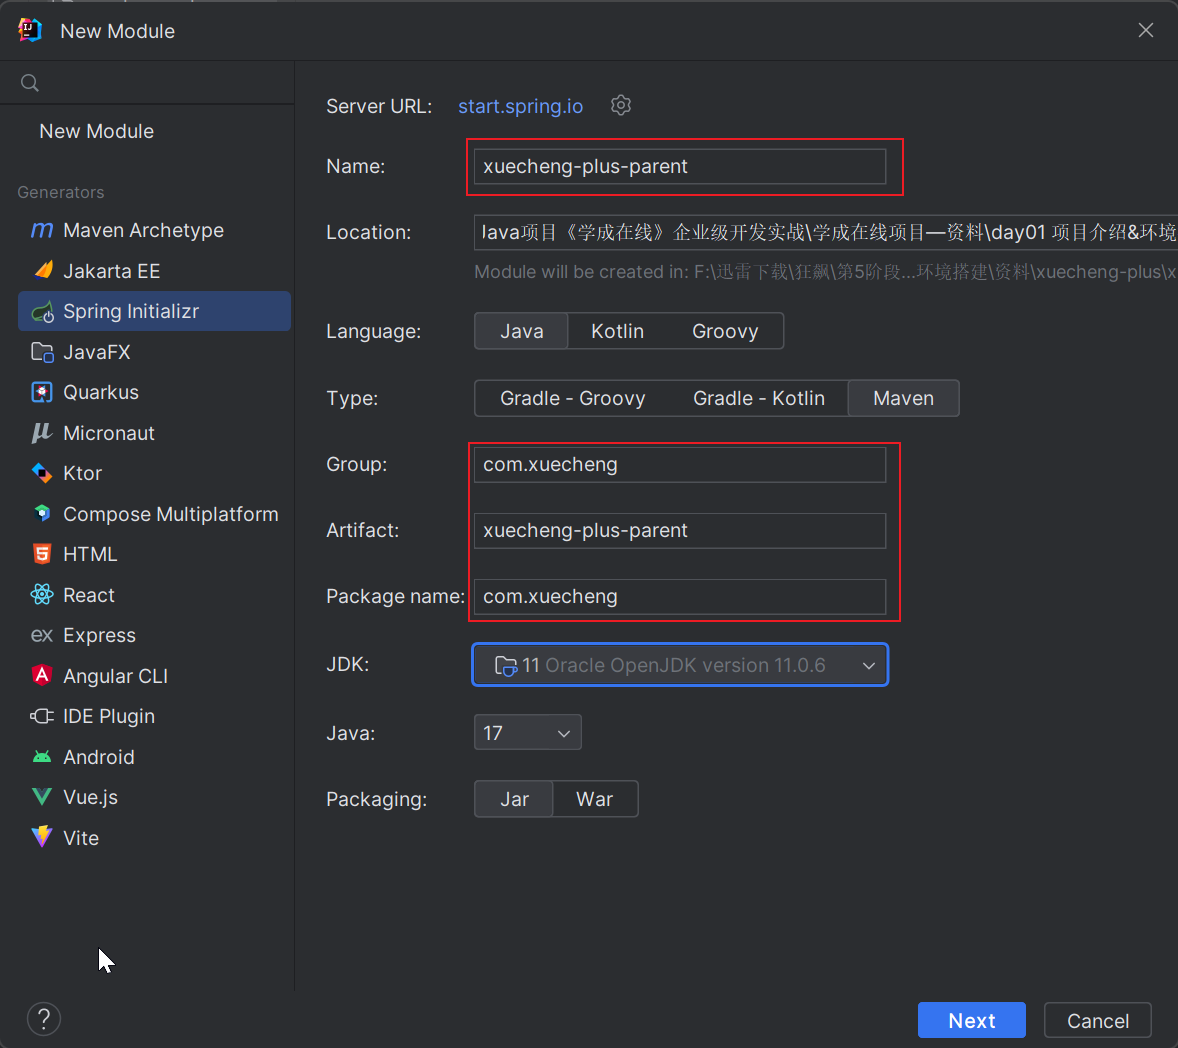 New Module
New Module
Generators
Maven Archetype
Jakarta EE
Spring Initializr
JavaFX
Quarkus
Micronaut
Ktor
Compose Multiplatform
HTML
React
ex Express
Angular CLI
IDE Plugin
Android
Vue.js
Vite
Server URL: start.spring.io
Name: xuecheng-plus-parent
Location: lava项目《学成在线》企业级开发实战\学成在线项目—资料\day01 项目介绍&环境
Module will be created in: F:\迅雷下载\狂飙\第5阶段...环境搭建\资料\xuecheng-plus\x
Language: Java Kotlin Groovy
Type: Gradle - Groovy Gradle - Kotlin Maven
Group: com.xuecheng
Artifact: xuecheng-plus-parent
Package name: com.xuecheng
JDK: 11 Oracle OpenJDK version 11.0.6
Java: 17
Packaging: Jar War
? Next Cancel